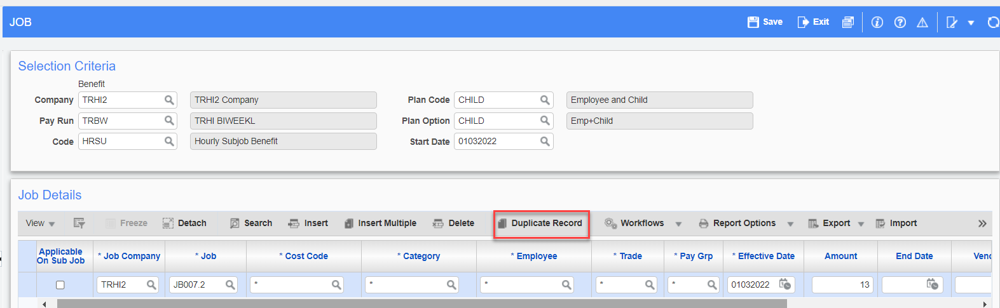 JOB Save Exit
Selection Criteria
Benefit
Company TRHI2 TRHI2 Company Plan Code CHILD Employee and Child
Pay Run TRBW TRHI BIWEEKL Plan Option CHILD Emp+Child
Code HRSU Hourly Subjob Benefit Start Date 01032022
Job Details
View Freeze Detach Search Insert Insert Multiple Delete Duplicate Record Workflows Report Options Export Import
Applicable
On Sub Job * Job Company * Job * Cost Code * Category * Employee * Trade * Pay Grp * Effective Date Amount End Date
TRHI2 JB007.2 * * * * * 01032022 13